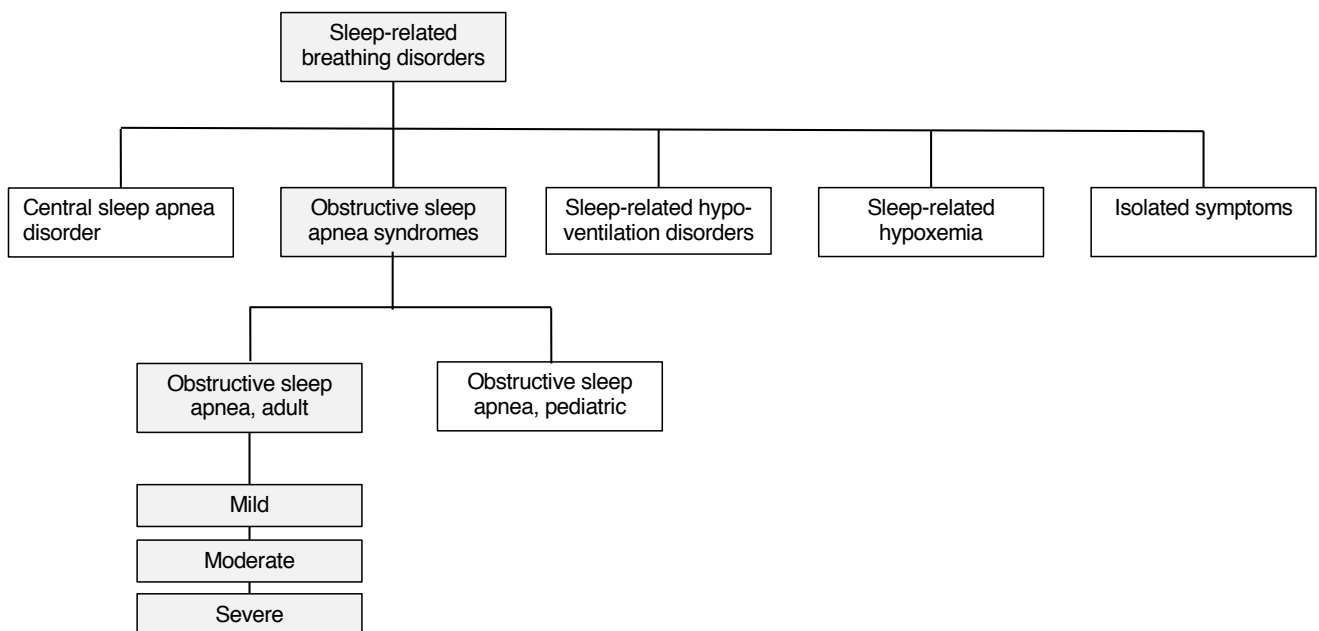 Sleep-related
breathing disorders
Central sleep apnea
disorder
Obstructive sleep
apnea syndromes
Sleep-related hypo-
ventilation disorders
Sleep-related
hypoxemia
Isolated symptoms
Obstructive sleep
apnea, adult
Obstructive sleep
apnea, pediatric
Mild
Moderate
Severe